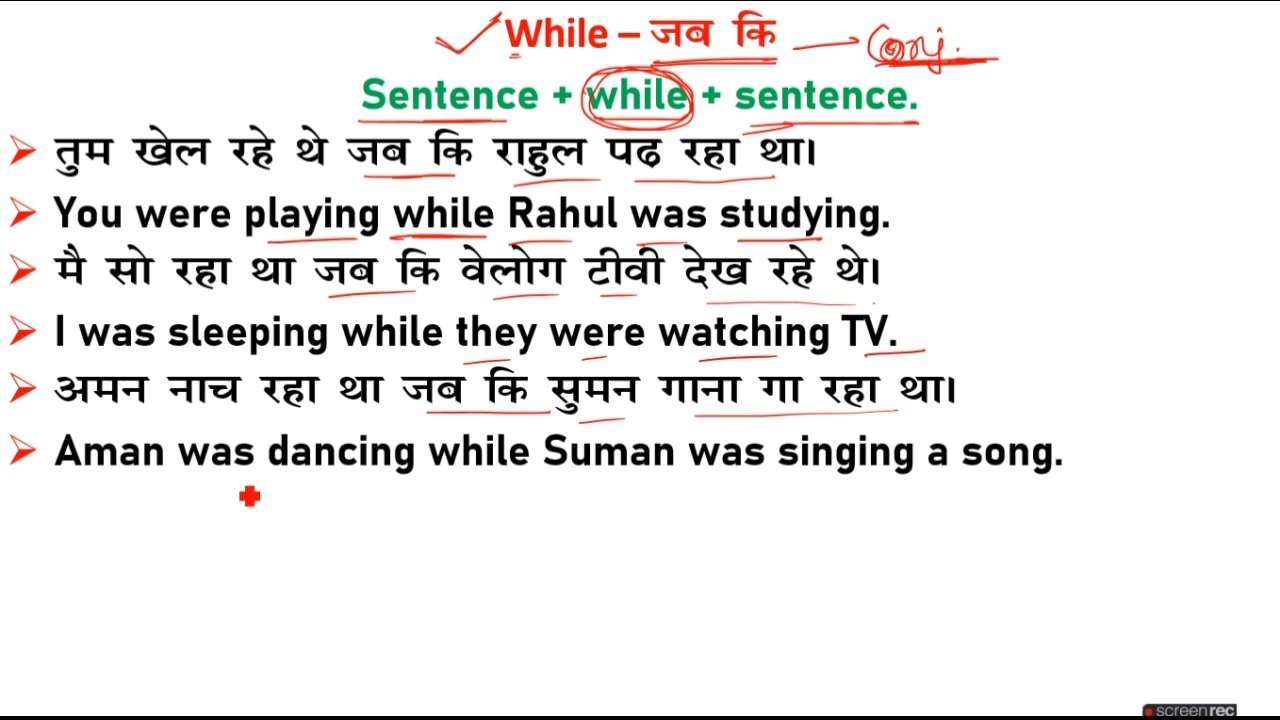 While – जब कि Conj.
Sentence + while + sentence.
तुम खेल रहे थे जब कि राहुल पढ रहा था।
You were playing while Rahul was studying.
मै सो रहा था जब कि वेलोग टीवी देख रहे थे।
I was sleeping while they were watching TV.
अमन नाच रहा था जब कि सुमन गाना गा रहा था।
Aman was dancing while Suman was singing a song.
screenrec